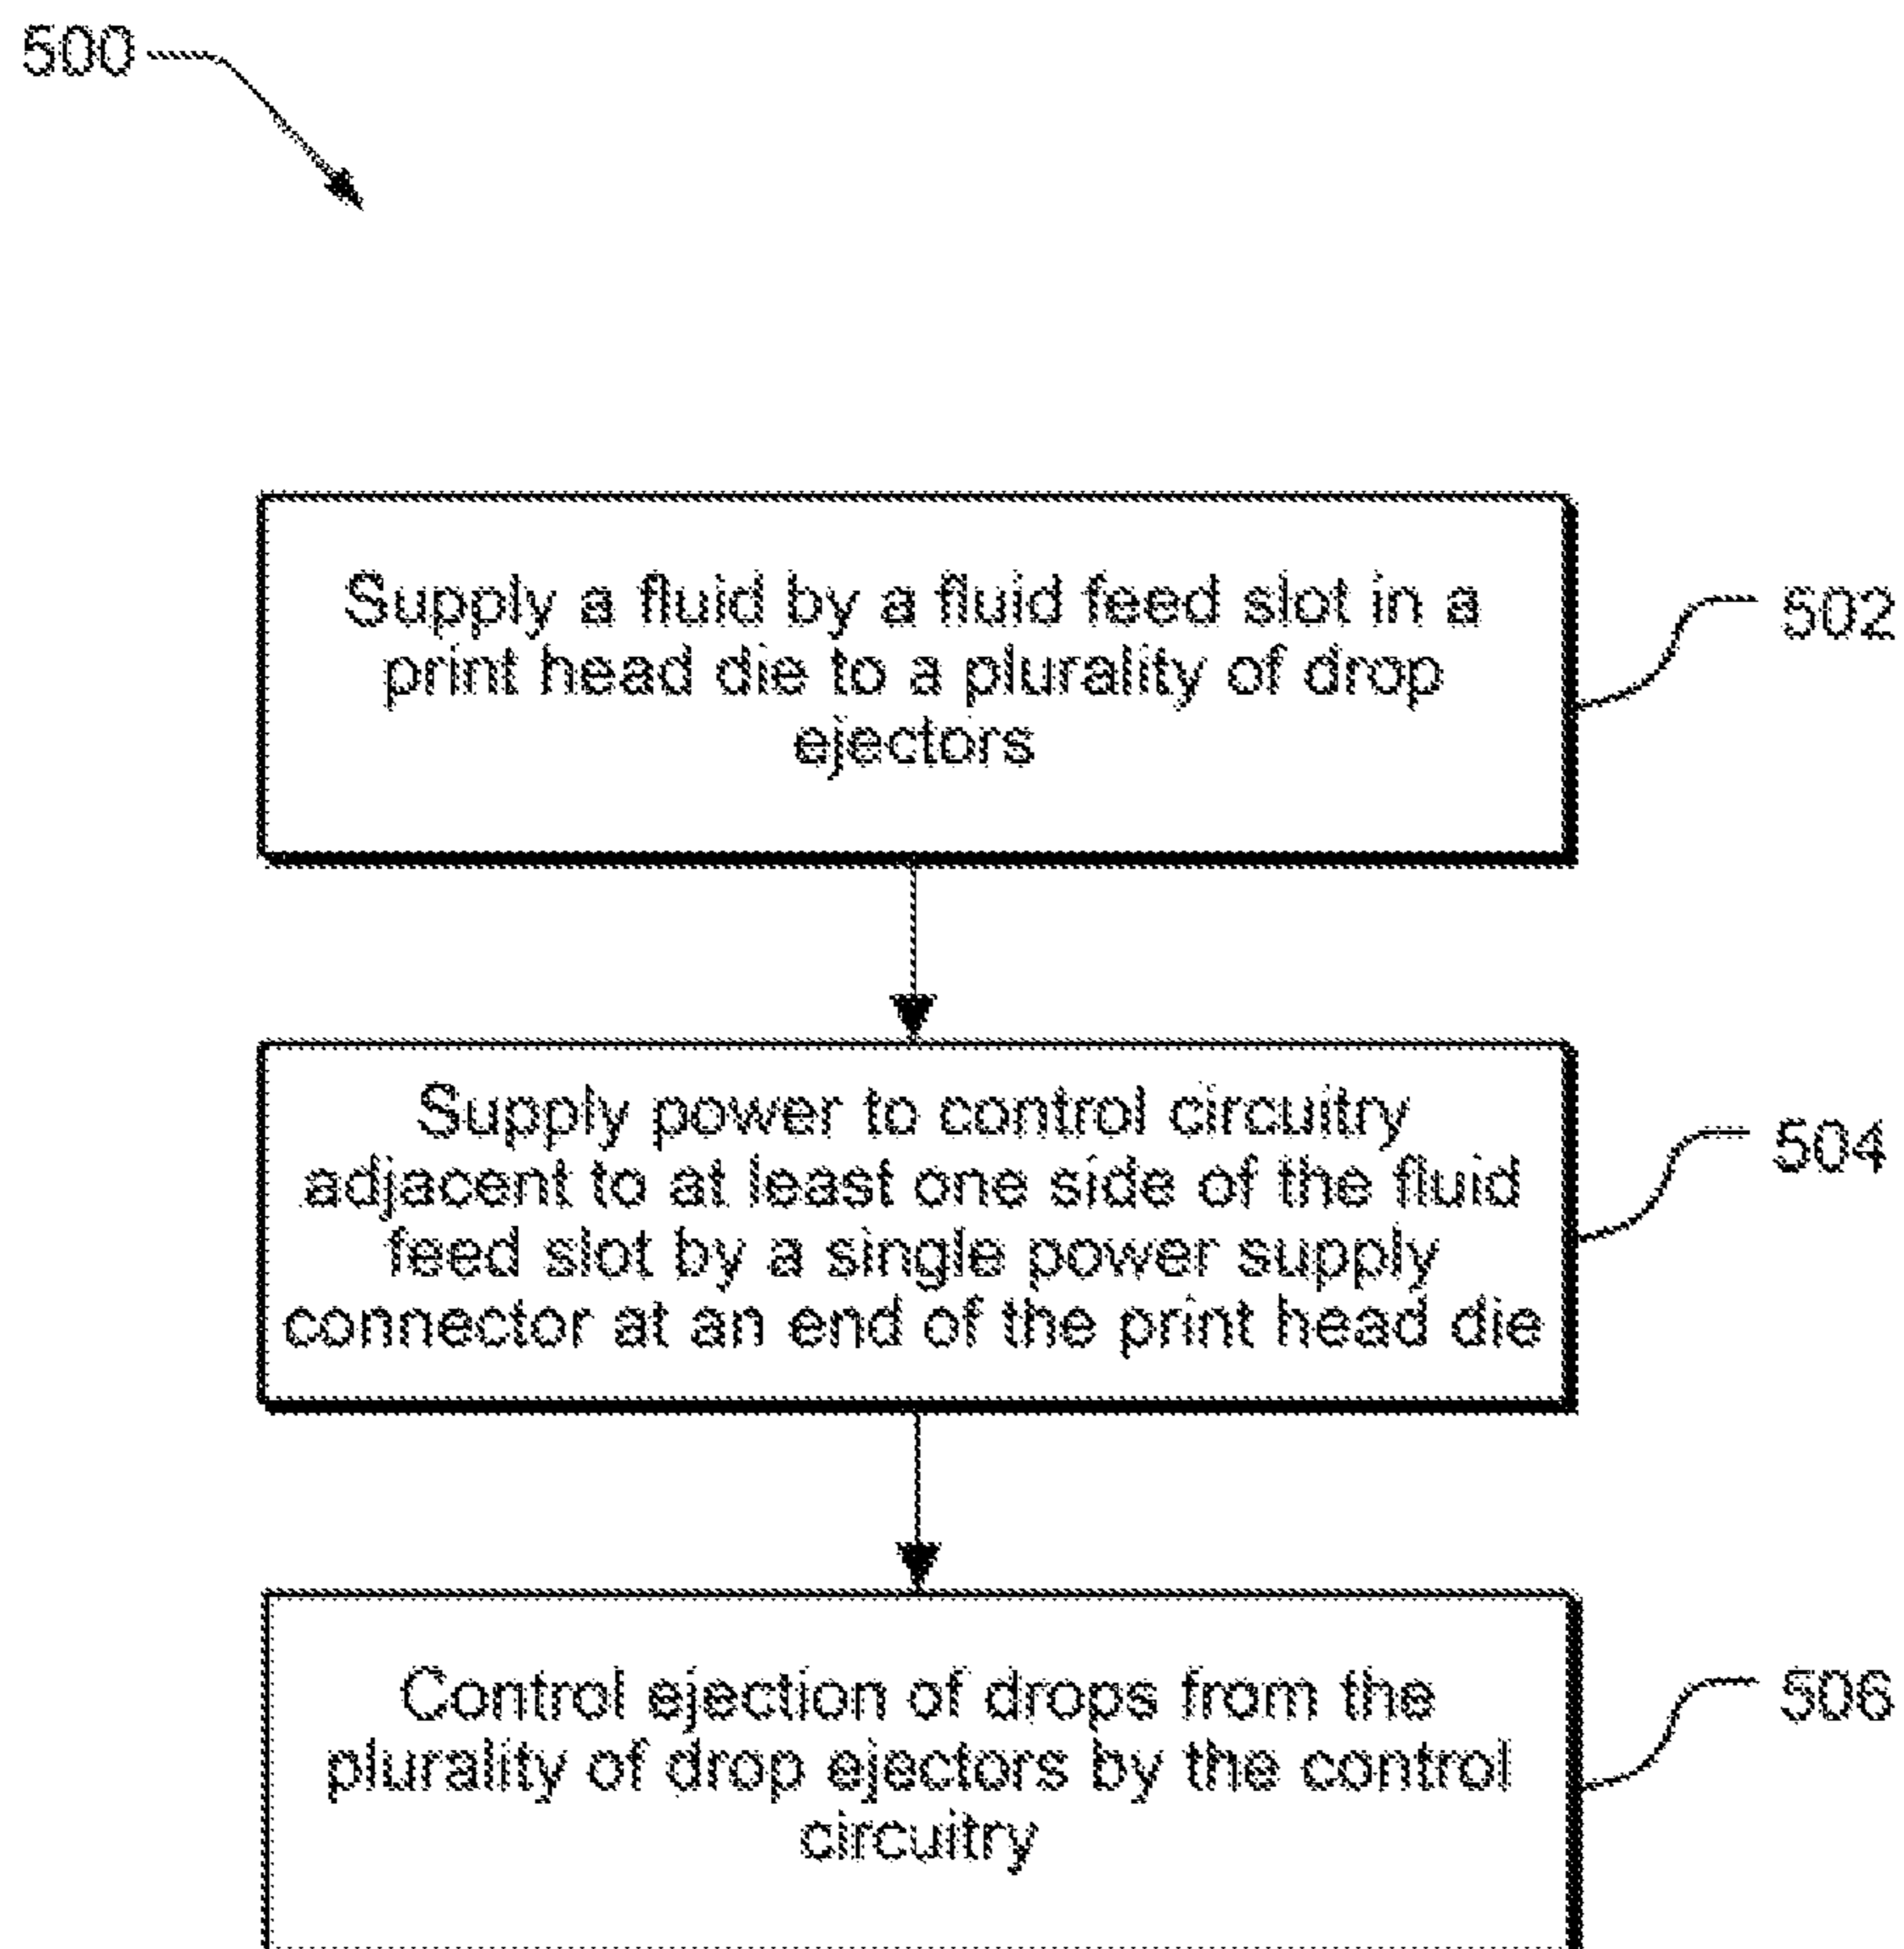 500
Supply a fluid by a fluid feed slot in a
print head die to a plurality of drop
ejectors
502
Supply power to control circuitry
adjacent to at least one side of the fluid
feed slot by a single power supply
connector at an end of the print head die
504
Control ejection of drops from the
plurality of drop ejectors by the control
circuitry
506